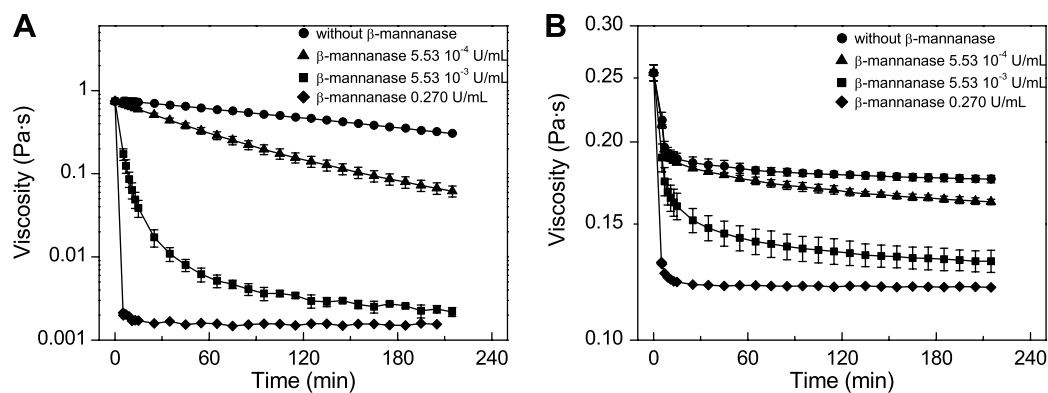 A
without β-mannanase
β-mannanase 5.53 10⁻⁴ U/mL
β-mannanase 5.53 10⁻³ U/mL
β-mannanase 0.270 U/mL
Viscosity (Pa·s)
1
0.1
0.01
0.001
0 60 120 180 240
Time (min)
B
without β-mannanase
β-mannanase 5.53 10⁻⁴ U/mL
β-mannanase 5.53 10⁻³ U/mL
β-mannanase 0.270 U/mL
Viscosity (Pa·s)
0.30
0.25
0.20
0.15
0.10
0 60 120 180 240
Time (min)